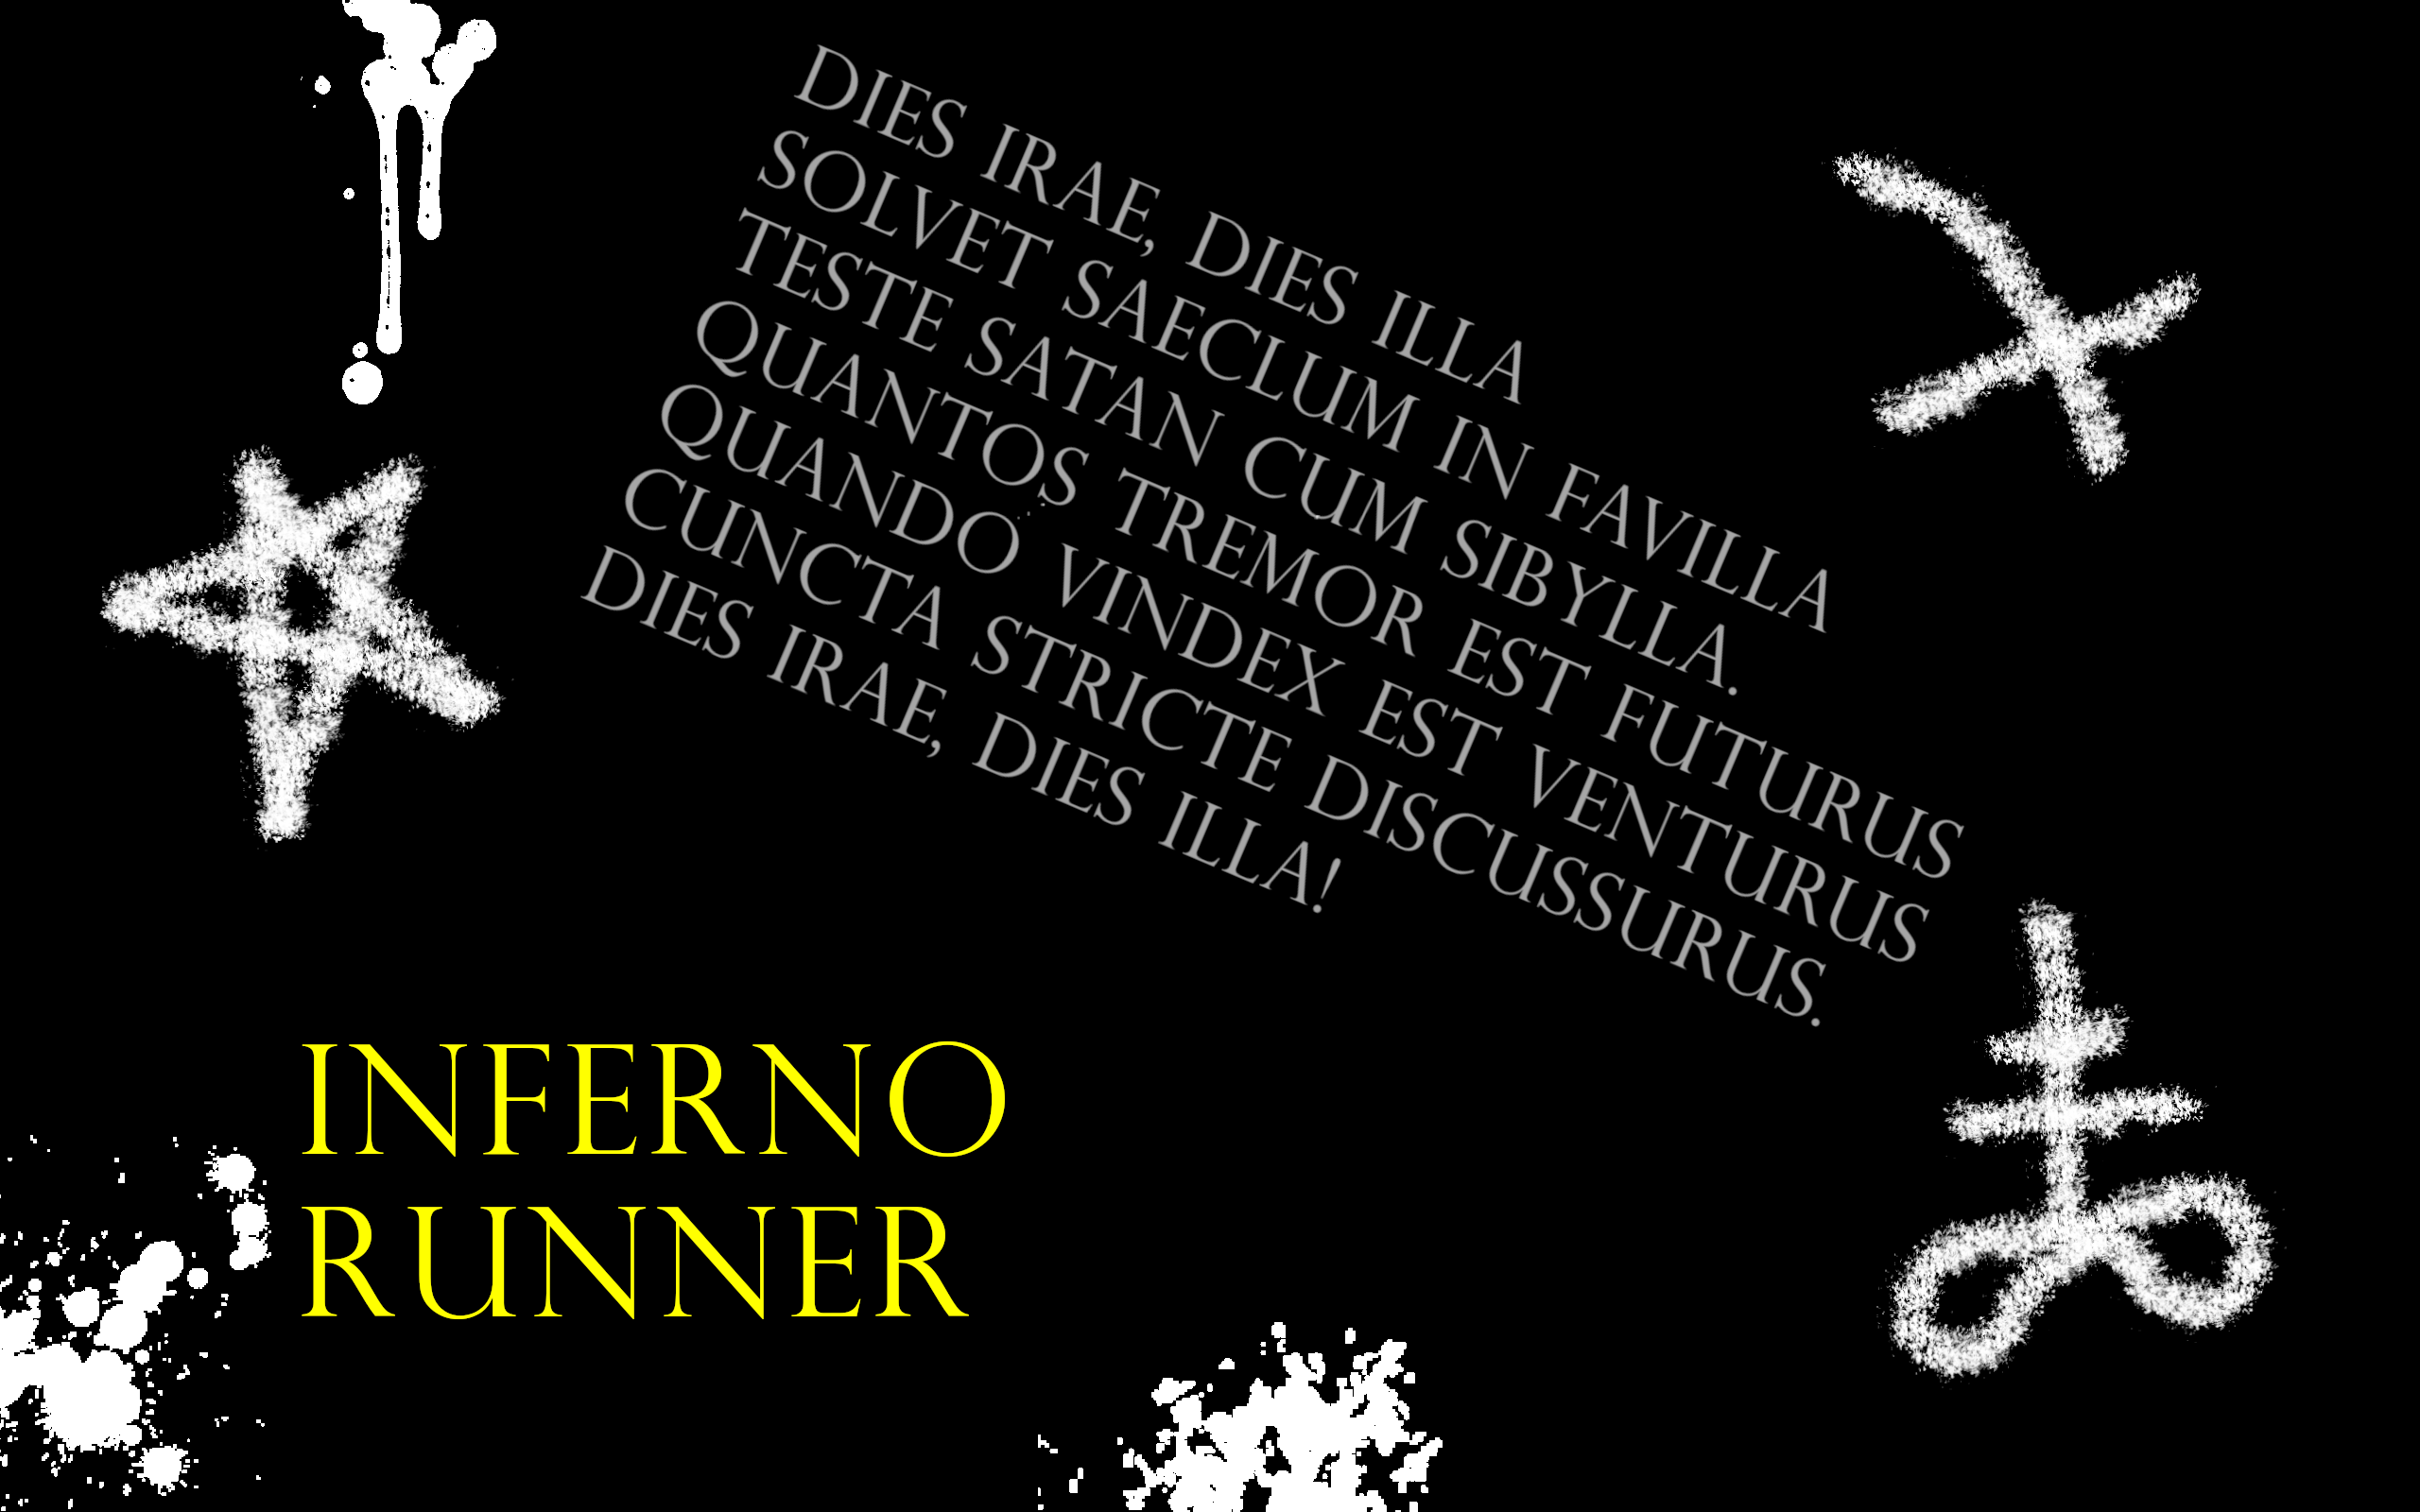 DIES IRAE, DIES ILLA
SOLVET SAECLUM IN FAVILLA
TESTE SATAN CUM SIBYLLA.
QUANTOS TREMOR EST FUTURUS
QUANDO VINDEX EST VENTURUS
CUNCTA STRICTE DISCUSSURUS.
DIES IRAE, DIES ILLA!
INFERNO
RUNNER